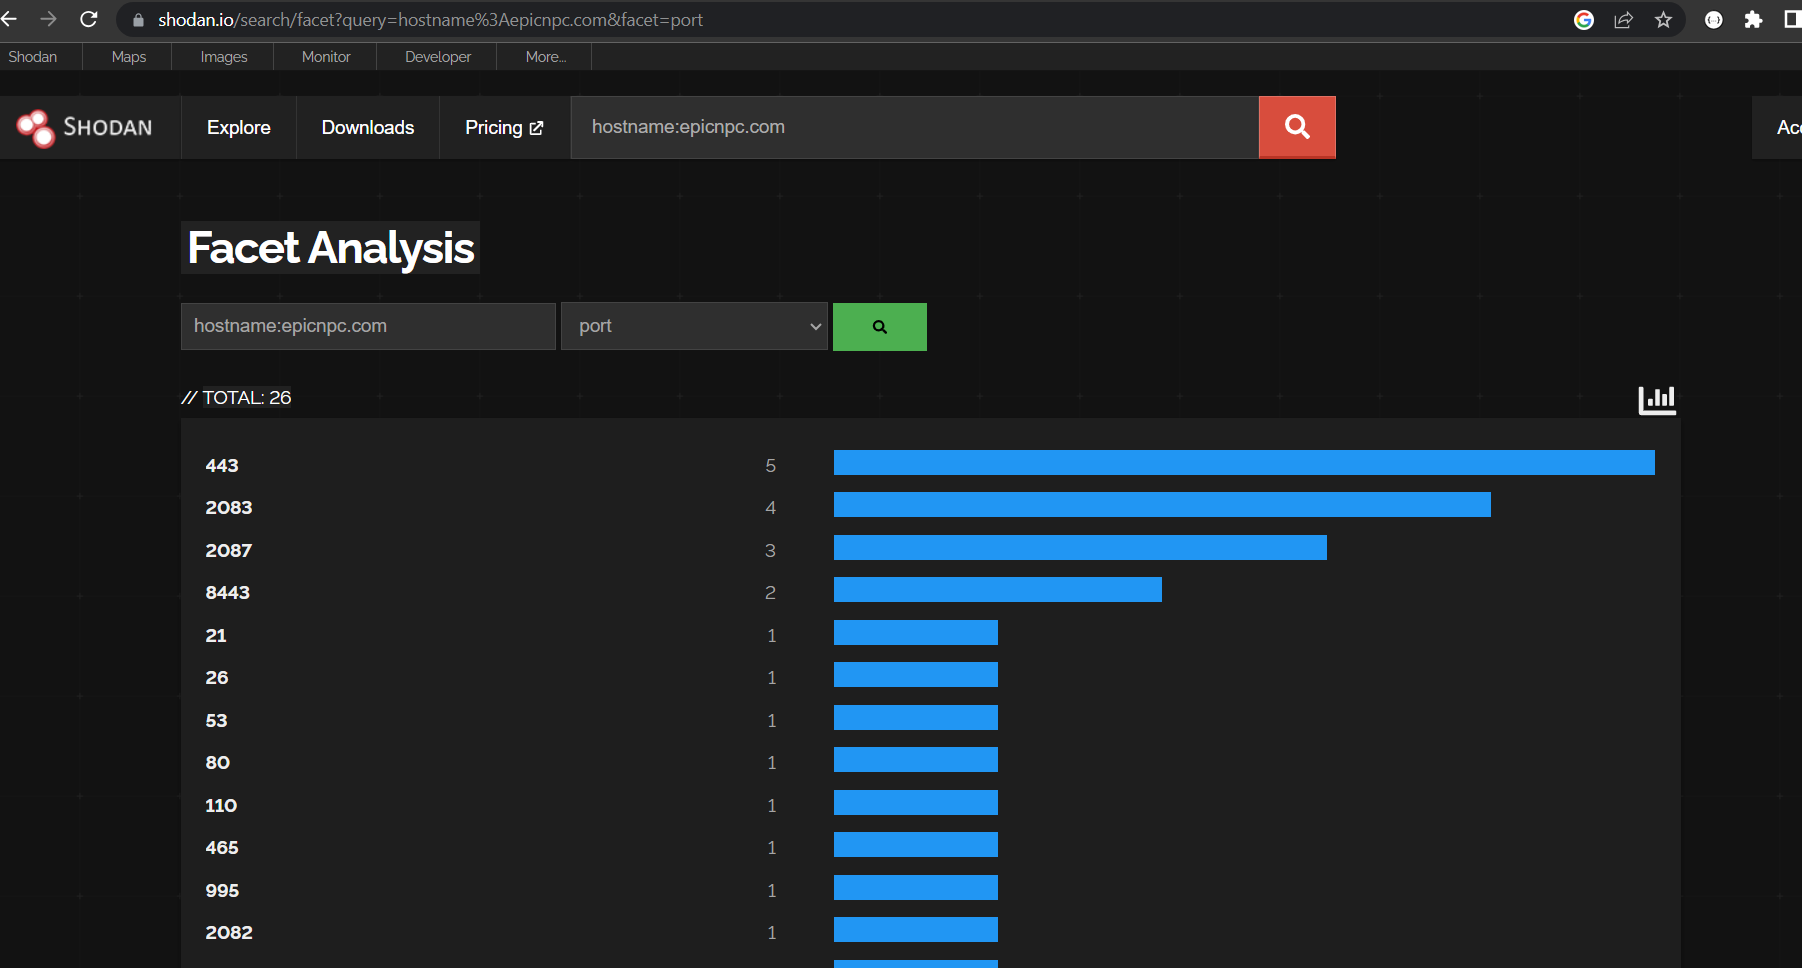 shodan.io/search/facet?query=hostname%3Aepicnpc.com&facet=port
Shodan Maps Images Monitor Developer More...
SHODAN Explore Downloads Pricing hostname:epicnpc.com
Facet Analysis
hostname:epicnpc.com port
// TOTAL: 26
443 5
2083 4
2087 3
8443 2
21 1
26 1
53 1
80 1
110 1
465 1
995 1
2082 1